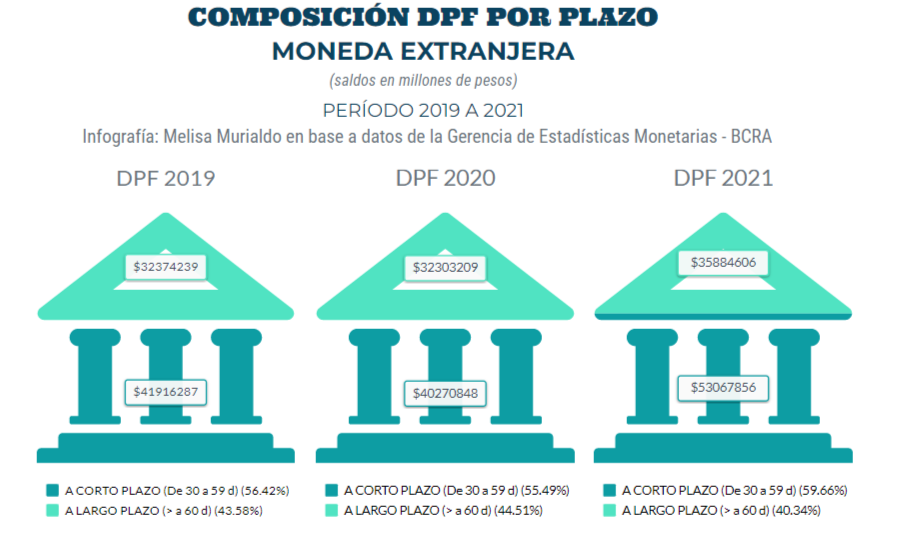 COMPOSICIÓN DPF POR PLAZO
MONEDA EXTRANJERA
(saldos en millones de pesos)
PERÍODO 2019 A 2021
Infografía: Melisa Murialdo en base a datos de la Gerencia de Estadísticas Monetarias - BCRA
DPF 2019
$32374239
$41916287
A CORTO PLAZO (De 30 a 59 d) (56.42%)
A LARGO PLAZO (> a 60 d) (43.58%)
DPF 2020
$32303209
$40270848
A CORTO PLAZO (De 30 a 59 d) (55.49%)
A LARGO PLAZO (> a 60 d) (44.51%)
DPF 2021
$35884606
$53067856
A CORTO PLAZO (De 30 a 59 d) (59.66%)
A LARGO PLAZO (> a 60 d) (40.34%)